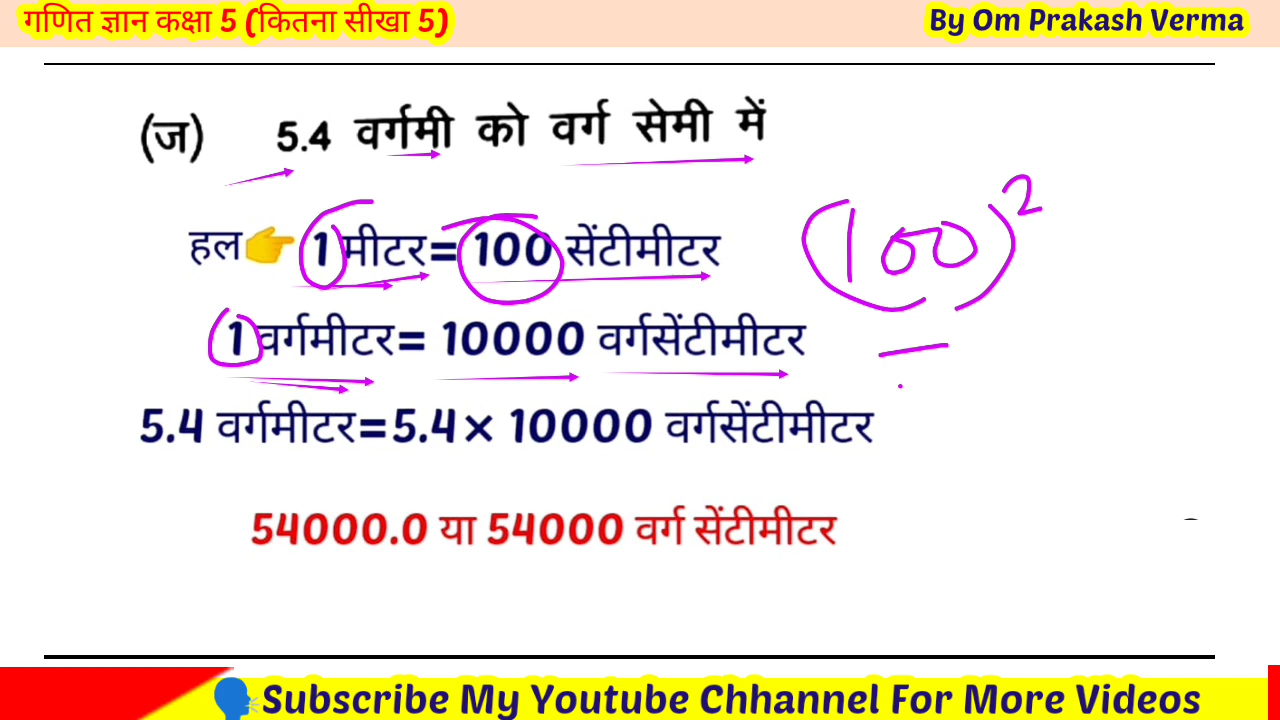 गणित ज्ञान कक्षा 5 (कितना सीखा 5)
By Om Prakash Verma
(ज) 5.4 वर्गमी को वर्ग सेमी में
हल👉 1 मीटर= 100 सेंटीमीटर
(100)²
1 वर्गमीटर= 10000 वर्गसेंटीमीटर
5.4 वर्गमीटर=5.4× 10000 वर्गसेंटीमीटर
54000.0 या 54000 वर्ग सेंटीमीटर
Subscribe My Youtube Chhannel For More Videos